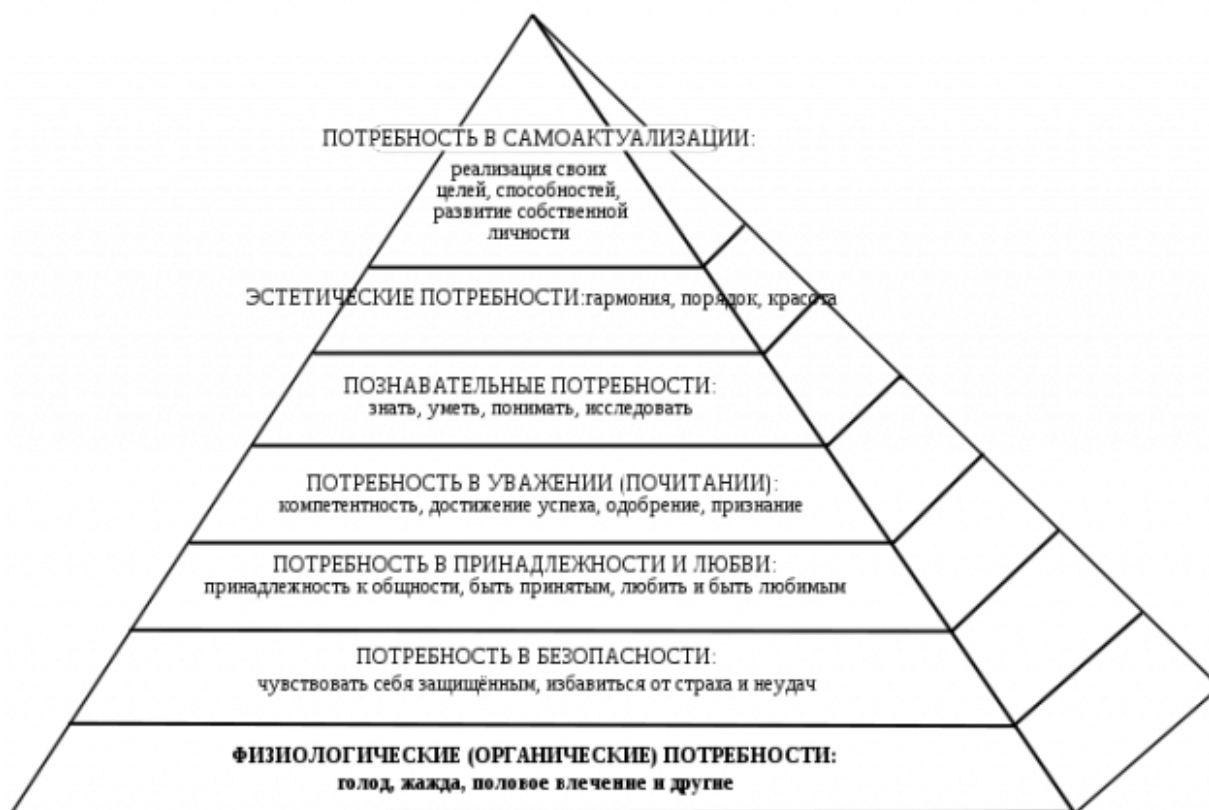 ПОТРЕБНОСТЬ В САМОАКТУАЛИЗАЦИИ:
реализация своих
целей, способностей,
развитие собственной
личности
ЭСТЕТИЧЕСКИЕ ПОТРЕБНОСТИ:гармония, порядок, красота
ПОЗНАВАТЕЛЬНЫЕ ПОТРЕБНОСТИ:
знать, уметь, понимать, исследовать
ПОТРЕБНОСТЬ В УВАЖЕНИИ (ПОЧИТАНИИ):
компетентность, достижение успеха, одобрение, признание
ПОТРЕБНОСТЬ В ПРИНАДЛЕЖНОСТИ И ЛЮБВИ:
принадлежность к общности, быть принятым, любить и быть любимым
ПОТРЕБНОСТЬ В БЕЗОПАСНОСТИ:
чувствовать себя защищённым, избавиться от страха и неудач
ФИЗИОЛОГИЧЕСКИЕ (ОРГАНИЧЕСКИЕ) ПОТРЕБНОСТИ:
голод, жажда, половое влечение и другие